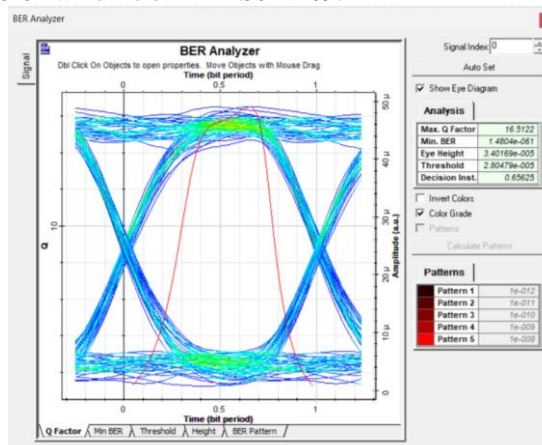 BER Analyzer
Signal
BER Analyzer
Dbl Click On Objects to open properties. Move Objects with Mouse Drag
Time (bit period)
0 0.5 1
Q
10
50 µ
40 µ
30 µ
20 µ
10 µ
0
Amplitude (a.u.)
0 0.5 1
Time (bit period)
Q Factor Min BER Threshold Height BER Pattern
Signal Index: 0
Auto Set
Show Eye Diagram
Analysis
Max. Q Factor 16.5122
Min. BER 1.4804e-061
Eye Height 3.40169e-005
Threshold 2.80479e-005
Decision Inst. 0.65625
Invert Colors
Color Grade
Patterns
Calculate Patterns
Patterns
Pattern 1 1e-012
Pattern 2 1e-011
Pattern 3 1e-010
Pattern 4 1e-009
Pattern 5 1e-008